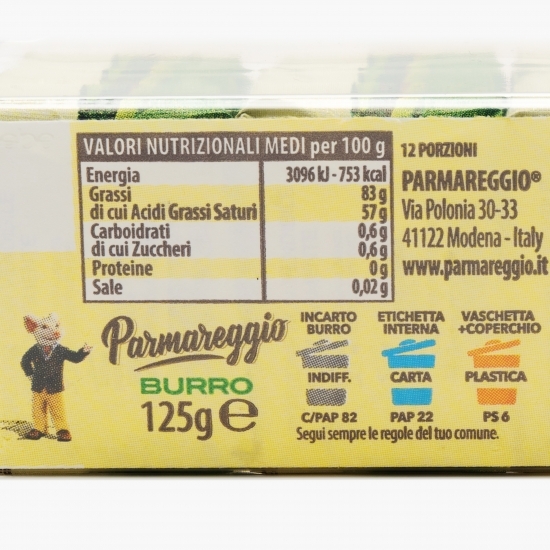 VALORI NUTRIZIONALI MEDI per 100 g
Energia 3096 kJ - 753 kcal
Grassi 83 g
di cui Acidi Grassi Saturi 57 g
Carboidrati 0,6 g
di cui Zuccheri 0,6 g
Proteine 0 g
Sale 0,02 g
12 PORZIONI
PARMAREGGIO®
Via Polonia 30-33
41122 Modena - Italy
www.parmareggio.it
Parmareggio
BURRO
125g e
INCARTO BURRO
INDIFF.
C/PAP 82
ETICHETTA INTERNA
CARTA
PAP 22
VASCHETTA +COPERCHIO
PLASTICA
PS 6
Segui sempre le regole del tuo comune.